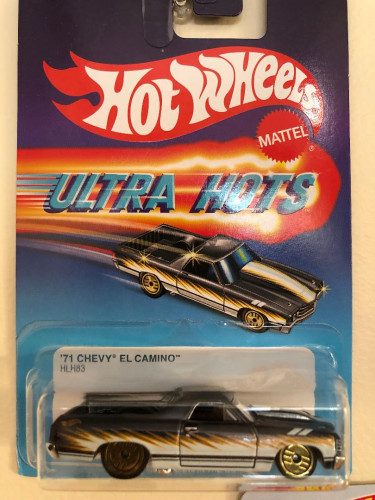 HOT WHEELS
MATTEL
ULTRA HOTS
'71 CHEVY® EL CAMINO™
HLH83